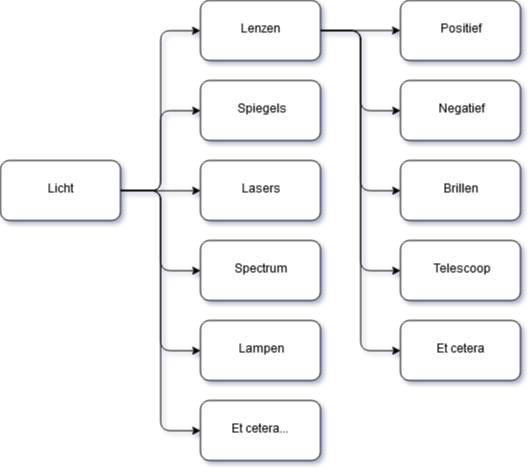 Licht
Lenzen
Spiegels
Lasers
Spectrum
Lampen
Et cetera...
Positief
Negatief
Brillen
Telescoop
Et cetera